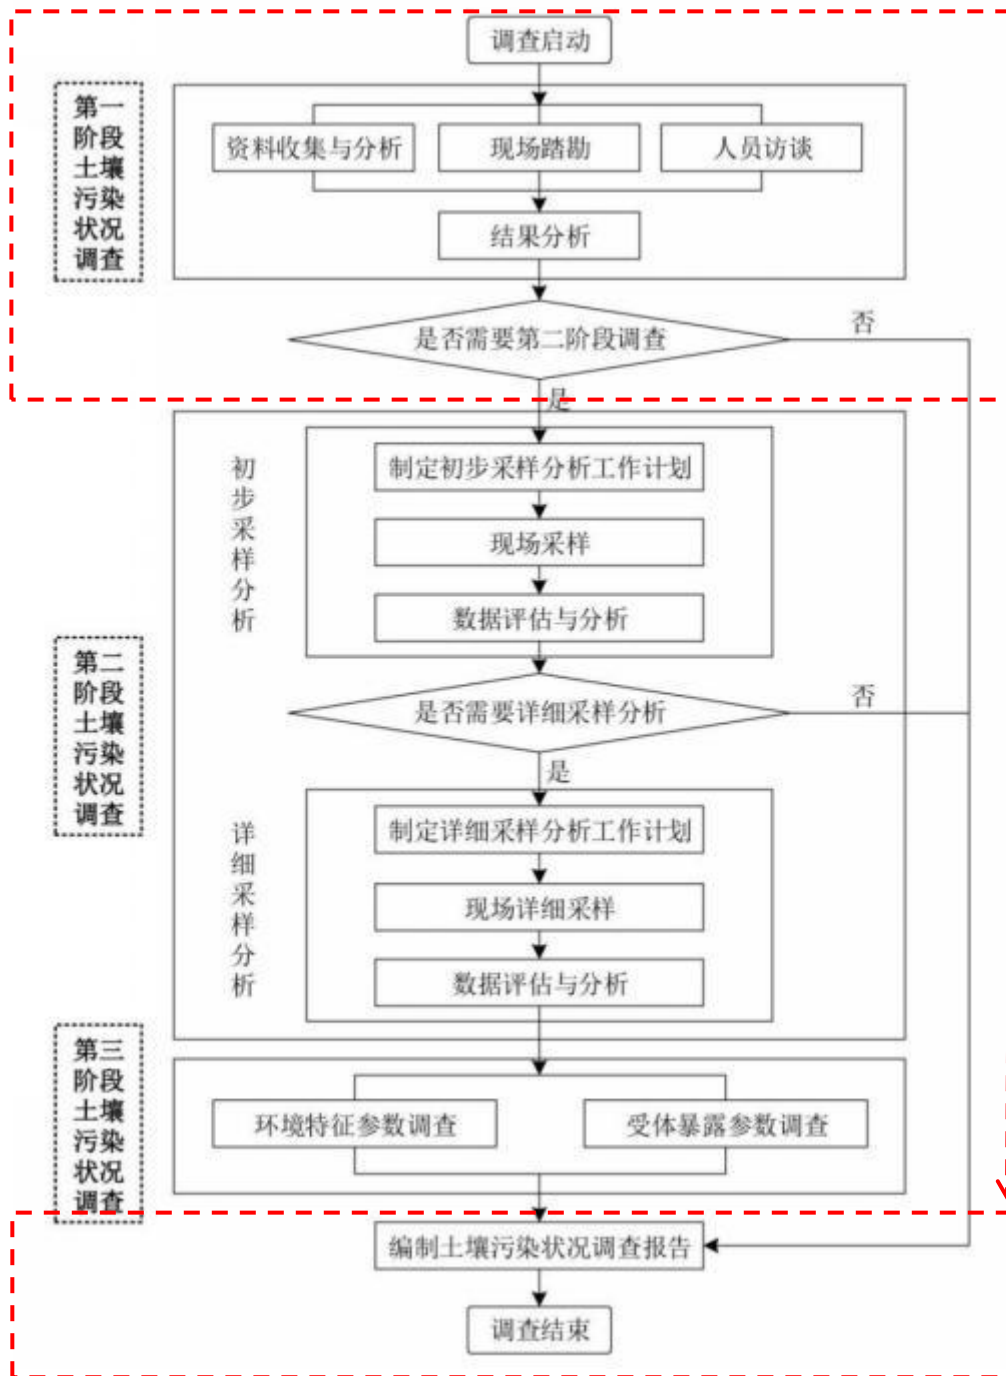 调查启动
第一
阶段
土壤
污染
状况
调查
资料收集与分析
现场踏勘
人员访谈
结果分析
是否需要第二阶段调查
否
是
初
步
采
样
分
析
制定初步采样分析工作计划
现场采样
数据评估与分析
第二
阶段
土壤
污染
状况
调查
是否需要详细采样分析
否
是
详
细
采
样
分
析
制定详细采样分析工作计划
现场详细采样
数据评估与分析
第三
阶段
土壤
污染
状况
调查
环境特征参数调查
受体暴露参数调查
编制土壤污染状况调查报告
调查结束